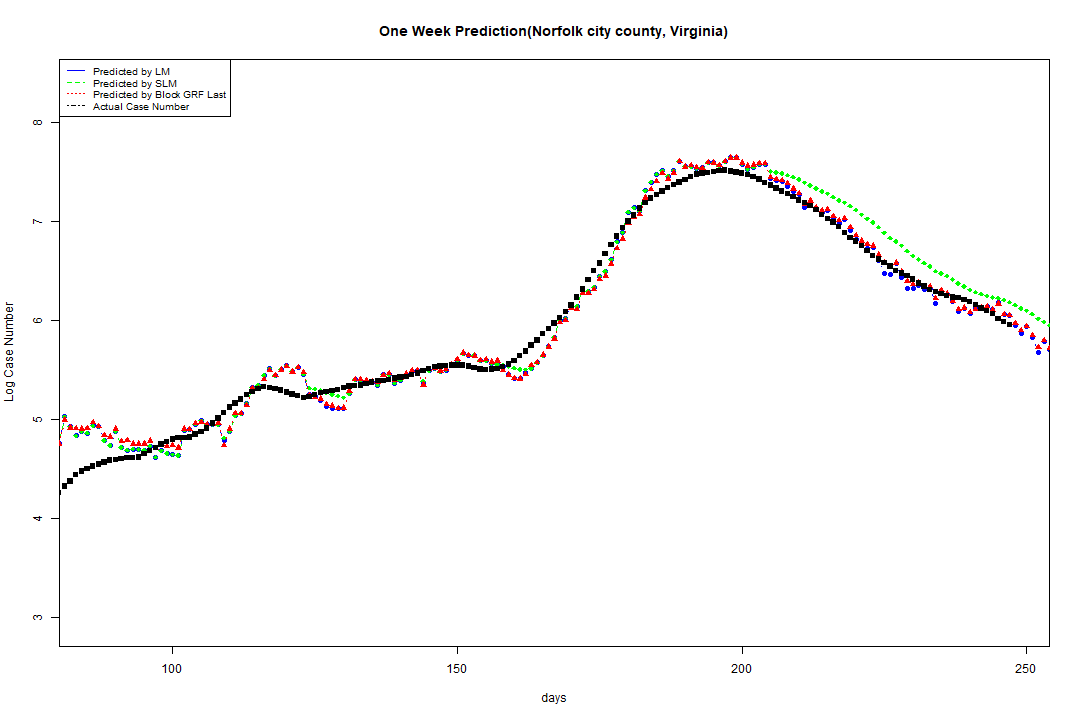 One Week Prediction(Norfolk city county, Virginia)
Predicted by LM
Predicted by SLM
Predicted by Block GRF Last
Actual Case Number
Log Case Number
8
7
6
5
4
3
100 150 200 250
days